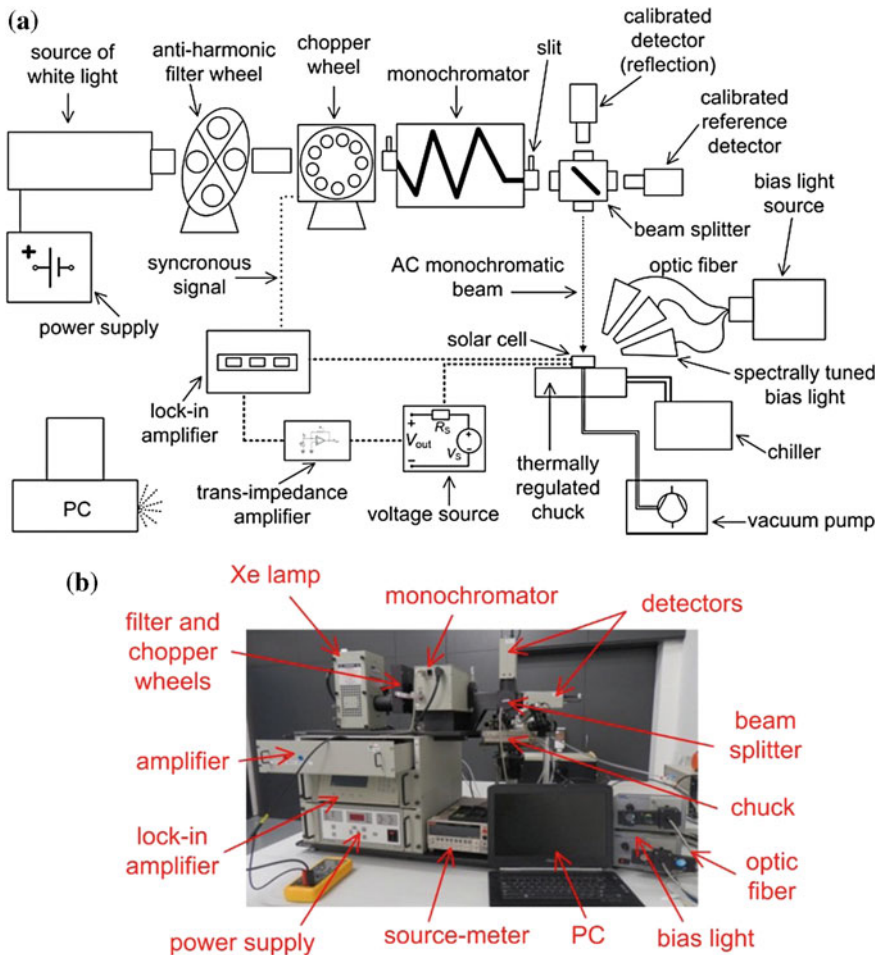 (a)
source of
white light
anti-harmonic
filter wheel
chopper
wheel
monochromator
slit
calibrated
detector
(reflection)
calibrated
reference
detector
bias light
source
beam splitter
syncronous
signal
AC monochromatic
beam
optic fiber
power supply
+
solar cell
spectrally tuned
bias light
lock-in
amplifier
+
RS
Vout
+
VS
−
−
chiller
trans-impedance
amplifier
voltage source
thermally
regulated
chuck
PC
vacuum pump
(b)
Xe lamp
monochromator
detectors
filter and
chopper
wheels
beam
splitter
amplifier
chuck
lock-in
amplifier
optic
fiber
power supply
source-meter
PC
bias light